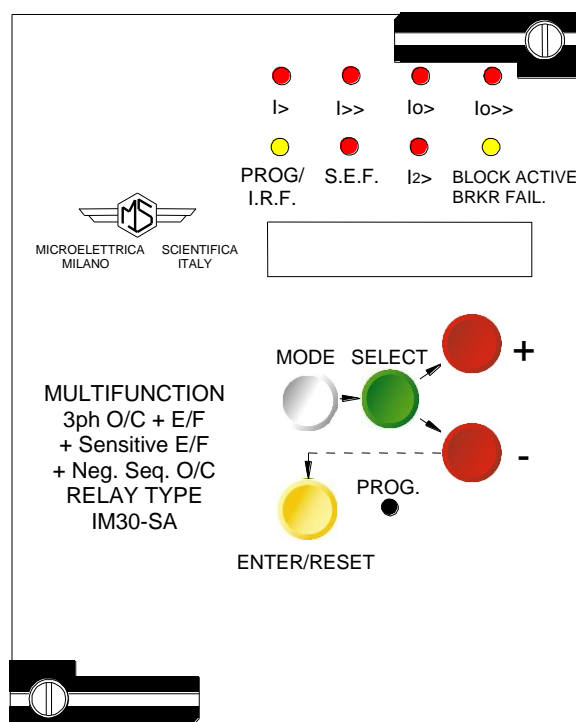 I> I>> Io> Io>>
PROG/ S.E.F. I2> BLOCK ACTIVE
I.R.F. BRKR FAIL.
MS
MICROELETTRICA SCIENTIFICA
MILANO ITALY
MODE SELECT
+
MULTIFUNCTION
3ph O/C + E/F
+ Sensitive E/F
+ Neg. Seq. O/C
RELAY TYPE
IM30-SA
-
PROG.
ENTER/RESET